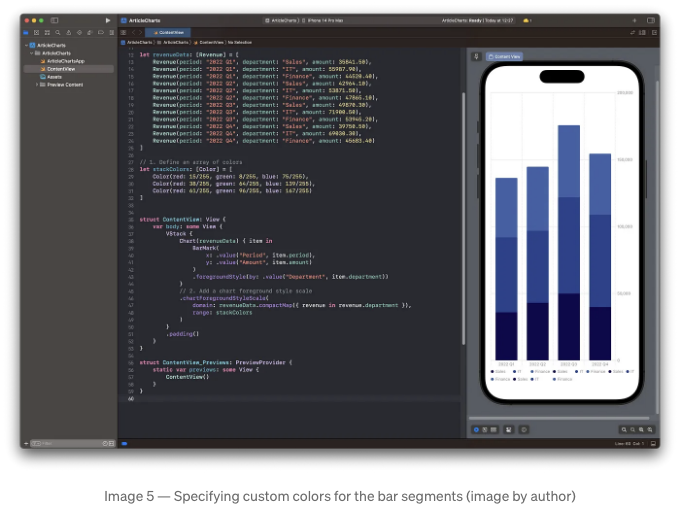 ArticleCharts
ArticleCharts
iPhone 14 Pro Max
ArticleCharts: Ready | Today at 12:37
ContentView
ArticleCharts
ArticleCharts
ArticleChartsApp
ContentView
Assets
Preview Content
ArticleCharts > ArticleCharts > ContentView > No Selection
let revenueData: [Revenue] = [
Revenue(period: "2022 Q1", department: "Sales", amount: 35841.50),
Revenue(period: "2022 Q1", department: "IT", amount: 55987.90),
Revenue(period: "2022 Q1", department: "Finance", amount: 44520.40),
Revenue(period: "2022 Q2", department: "Sales", amount: 42964.10),
Revenue(period: "2022 Q2", department: "IT", amount: 53871.50),
Revenue(period: "2022 Q2", department: "Finance", amount: 47865.10),
Revenue(period: "2022 Q3", department: "Sales", amount: 49870.30),
Revenue(period: "2022 Q3", department: "IT", amount: 71900.50),
Revenue(period: "2022 Q3", department: "Finance", amount: 53945.20),
Revenue(period: "2022 Q4", department: "Sales", amount: 39750.50),
Revenue(period: "2022 Q4", department: "IT", amount: 69030.30),
Revenue(period: "2022 Q4", department: "Finance", amount: 45683.40)
]
// 1. Define an array of colors
let stackColors: [Color] = [
Color(red: 15/255, green: 8/255, blue: 75/255),
Color(red: 38/255, green: 64/255, blue: 139/255),
Color(red: 61/255, green: 96/255, blue: 167/255)
]
struct ContentView: View {
var body: some View {
VStack {
Chart(revenueData) { item in
BarMark(
x: .value("Period", item.period),
y: .value("Amount", item.amount)
)
.foregroundStyle(by: .value("Department", item.department))
}
// 2. Add a chart foreground style scale
.chartForegroundStyleScale(
domain: revenueData.compactMap({ revenue in revenue.department }),
range: stackColors
)
}
.padding()
}
}
struct ContentView_Previews: PreviewProvider {
static var previews: some View {
ContentView()
}
}
Content View
200,000
150,000
100,000
50,000
0
2022 Q1 2022 Q2 2022 Q3 2022 Q4
Sales IT Finance Sales IT Finance Sales IT
Finance Sales IT Finance
Filter
Line: 60 Col: 1
Image 5 — Specifying custom colors for the bar segments (image by author)